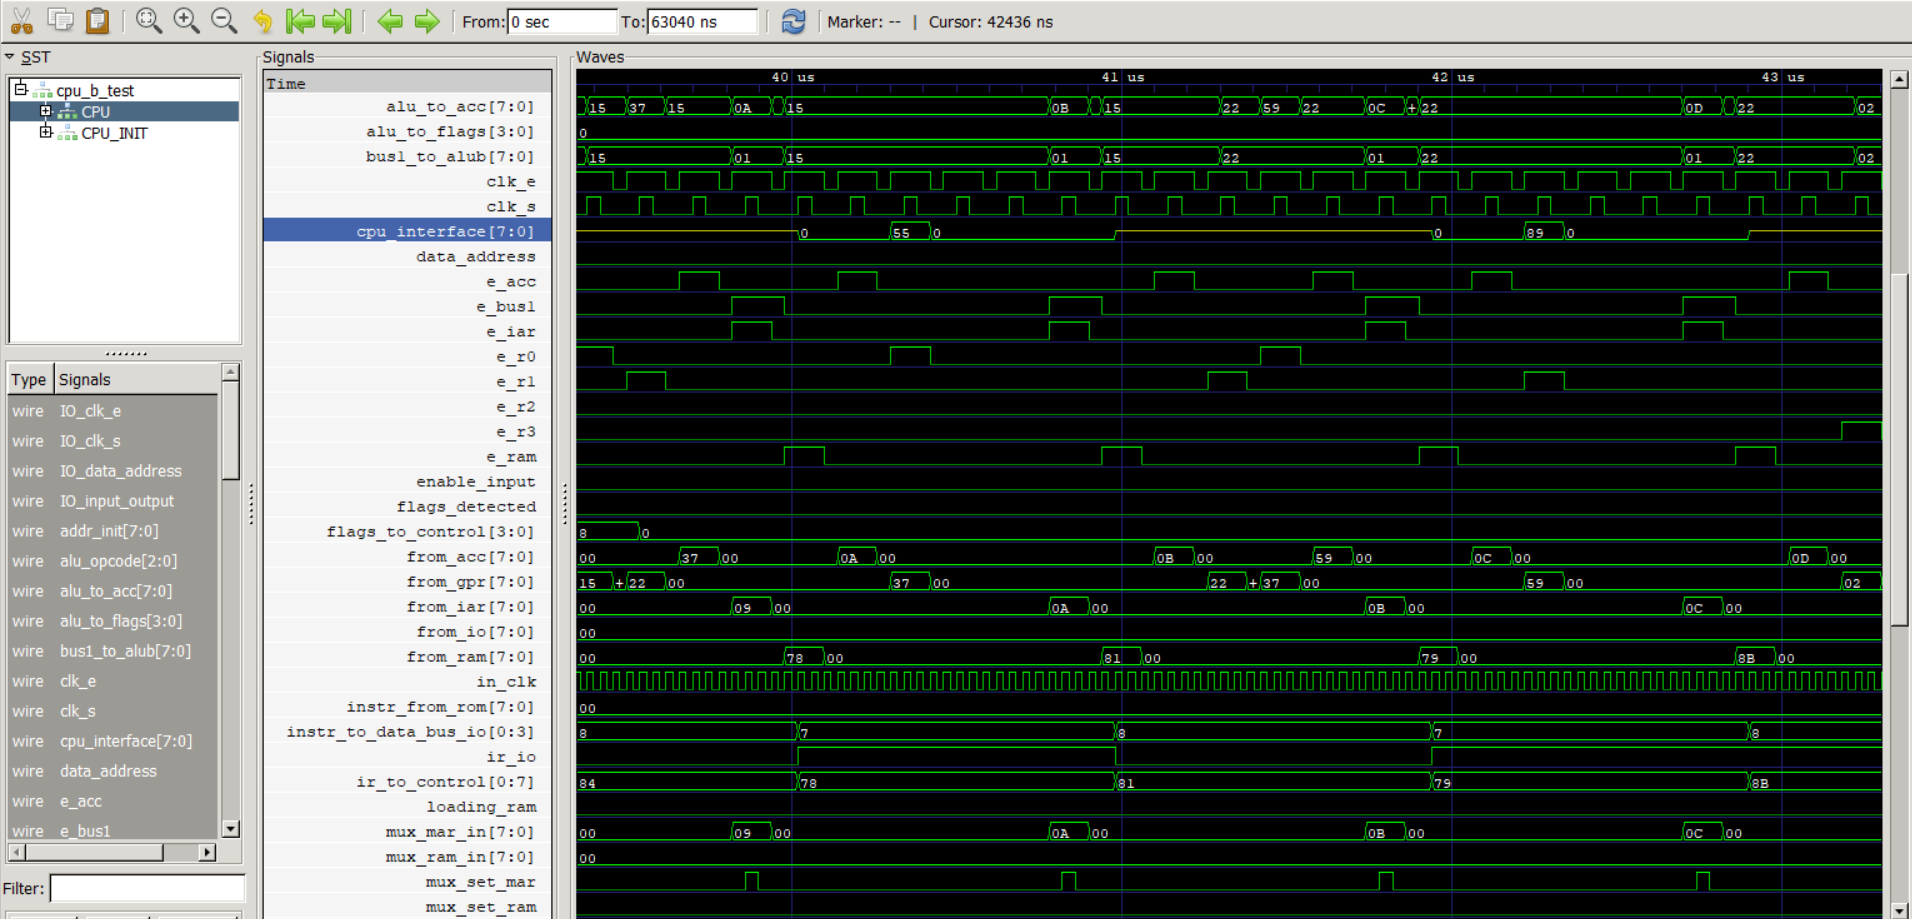 From: 0 sec To: 63040 ns Marker: -- | Cursor: 42436 ns
SST
cpu_b_test
CPU
CPU_INIT
Type Signals
wire IO_clk_e
wire IO_clk_s
wire IO_data_address
wire IO_input_output
wire addr_init[7:0]
wire alu_opcode[2:0]
wire alu_to_acc[7:0]
wire alu_to_flags[3:0]
wire bus1_to_alub[7:0]
wire clk_e
wire clk_s
wire cpu_interface[7:0]
wire data_address
wire e_acc
wire e_bus1
Filter:
Signals
Time
alu_to_acc[7:0]
alu_to_flags[3:0]
bus1_to_alub[7:0]
clk_e
clk_s
cpu_interface[7:0]
data_address
e_acc
e_bus1
e_iar
e_r0
e_r1
e_r2
e_r3
e_ram
enable_input
flags_detected
flags_to_control[3:0]
from_acc[7:0]
from_gpr[7:0]
from_iar[7:0]
from_io[7:0]
from_ram[7:0]
in_clk
instr_from_rom[7:0]
instr_to_data_bus_io[0:3]
ir_io
ir_to_control[0:7]
loading_ram
mux_mar_in[7:0]
mux_ram_in[7:0]
mux_set_mar
mux_set_ram
Waves
40 us 41 us 42 us 43 us
15 37 15 0A 15 0B 15 22 59 22 0C + 22 0D 22 02
0
15 01 15 01 15 22 01 22 01 22 02
0 55 0 0 89 0
8 0
00 37 00 0A 00 0B 00 59 00 0C 00 0D 00
15 + 22 00 37 00 22 + 37 00 59 00 02
00 09 00 0A 00 0B 00 0C 00
00
00 78 00 81 00 79 00 8B 00
00
8 7 8 7 8
84 78 81 79 8B
00 09 00 0A 00 0B 00 0C 00
00